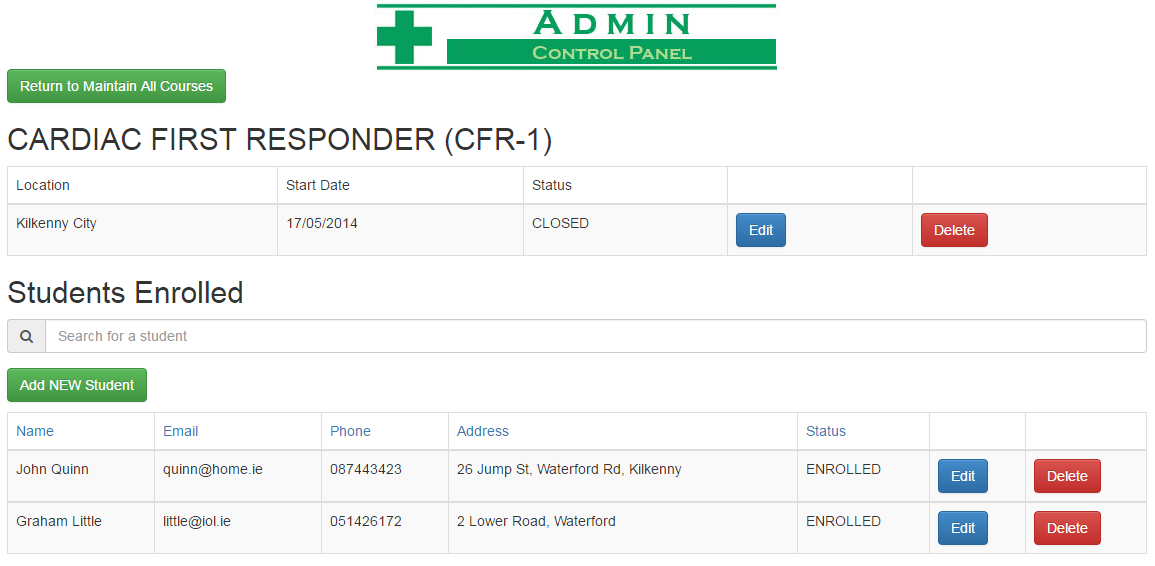 ADMIN
CONTROL PANEL
Return to Maintain All Courses
CARDIAC FIRST RESPONDER (CFR-1)
Location Start Date Status
Kilkenny City 17/05/2014 CLOSED Edit Delete
Students Enrolled
Search for a student
Add NEW Student
Name Email Phone Address Status
John Quinn quinn@home.ie 087443423 26 Jump St, Waterford Rd, Kilkenny ENROLLED Edit Delete
Graham Little little@iol.ie 051426172 2 Lower Road, Waterford ENROLLED Edit Delete